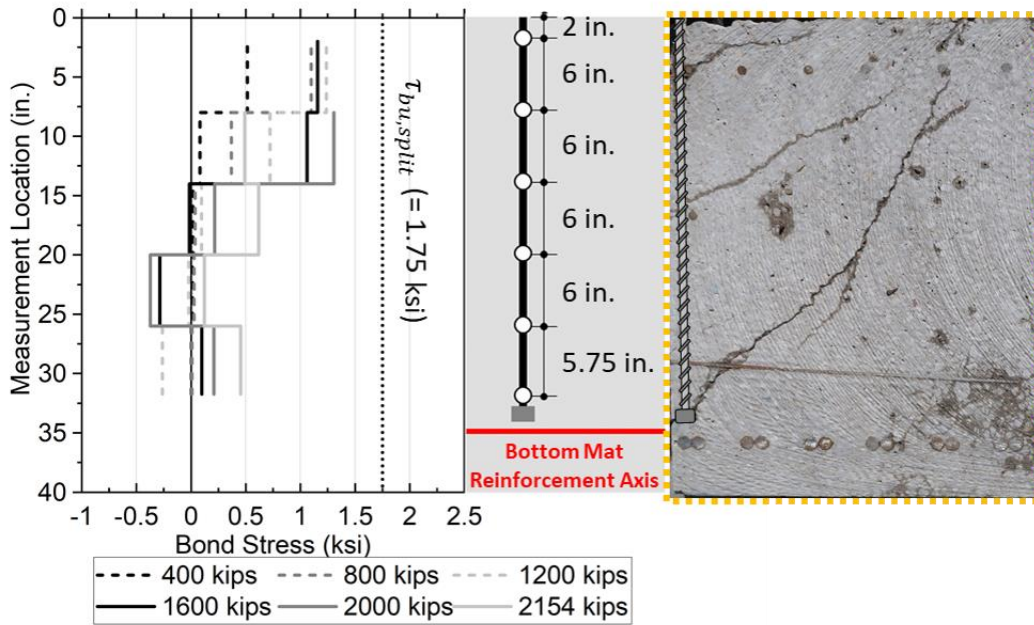 0
5
10
15
20
25
30
35
40
Measurement Location (in.)
-1 -0.5 0 0.5 1 1.5 2 2.5
Bond Stress (ksi)
τbu,split (= 1.75 ksi)
2 in.
6 in.
6 in.
6 in.
6 in.
5.75 in.
Bottom Mat
Reinforcement Axis
400 kips 800 kips 1200 kips
1600 kips 2000 kips 2154 kips